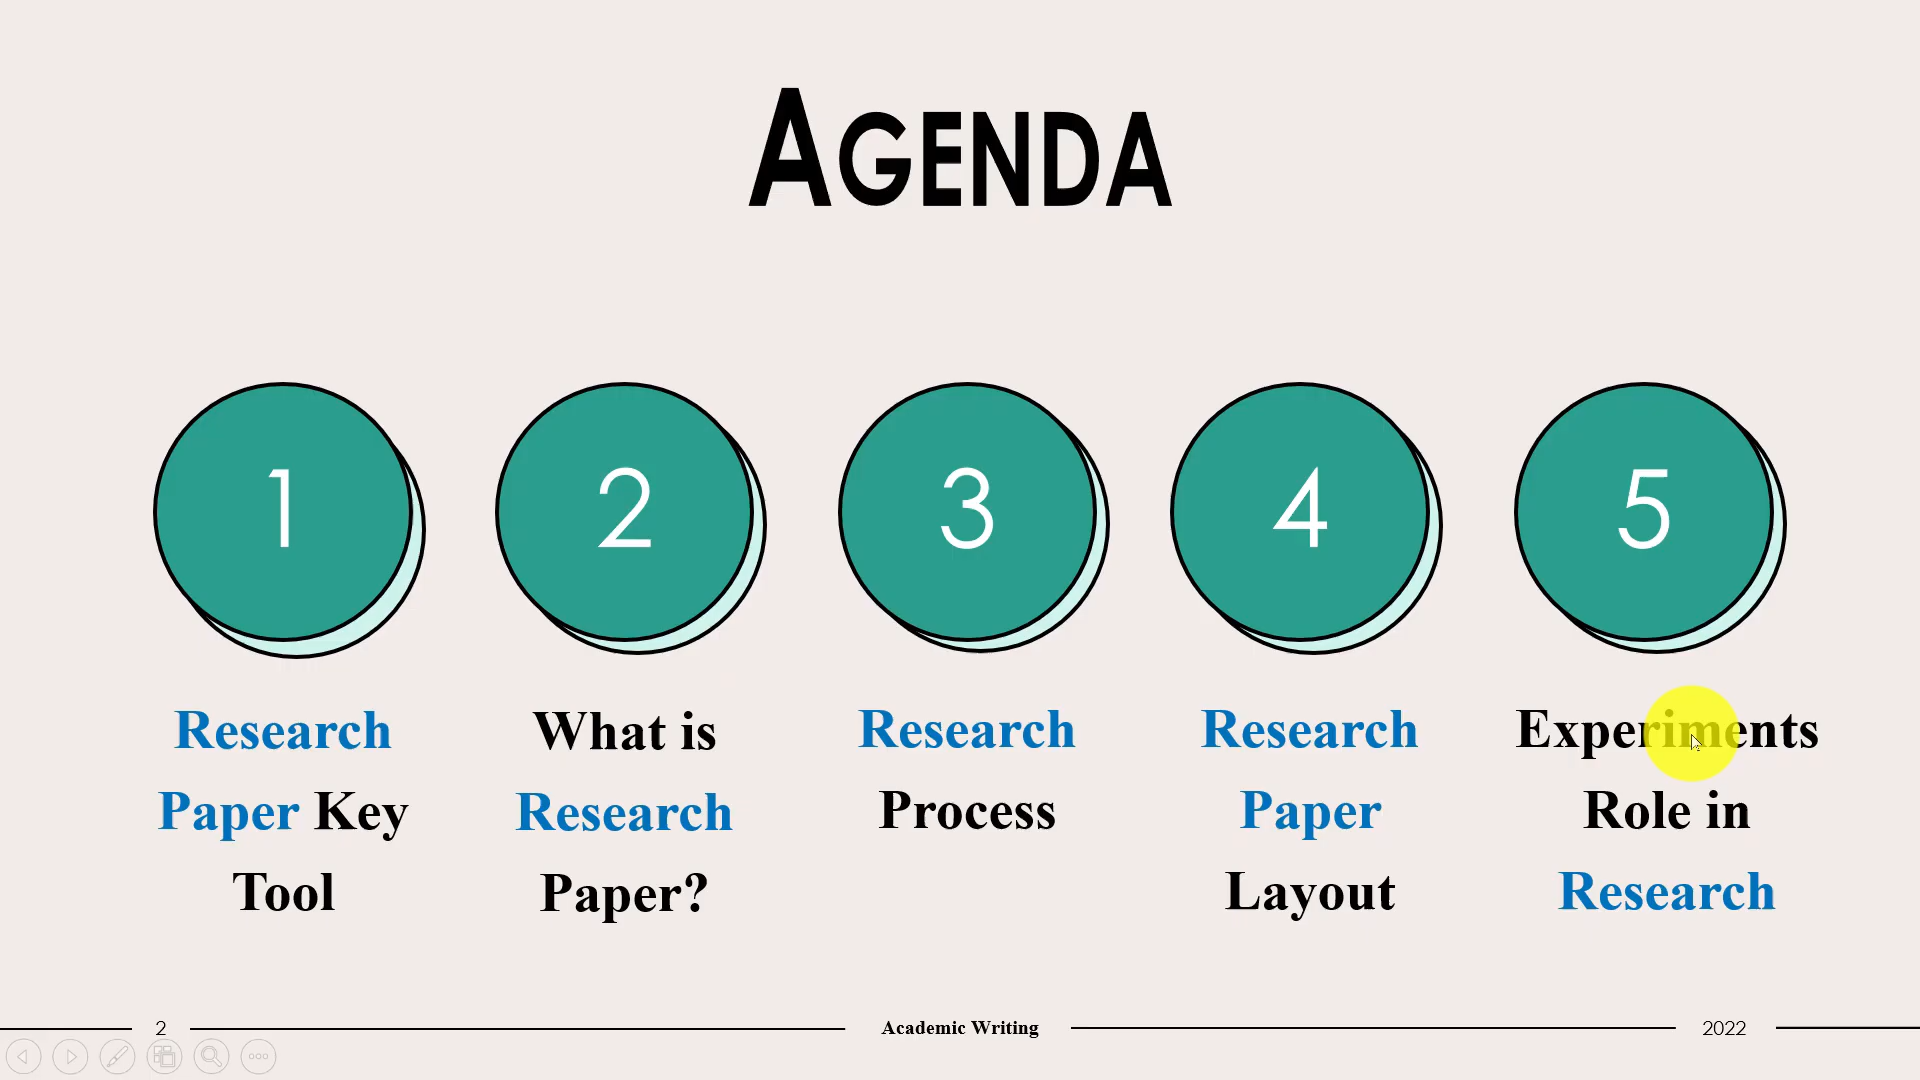 AGENDA
1
2
3
4
5
Research
Paper Key
Tool
What is
Research
Paper?
Research
Process
Research
Paper
Layout
Experiments
Role in
Research
2
Academic Writing
2022